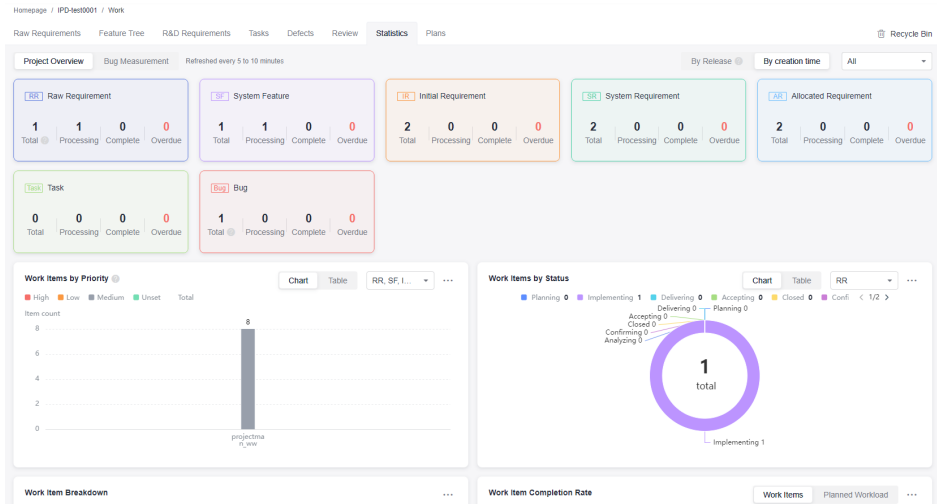 Homepage / IPD-test0001 / Work
Raw Requirements Feature Tree R&D Requirements Tasks Defects Review Statistics Plans Recycle Bin
Project Overview Bug Measurement Refreshed every 5 to 10 minutes By Release By creation time All
RR Raw Requirement
1 1 0 0
Total Processing Complete Overdue
SF System Feature
1 1 0 0
Total Processing Complete Overdue
IR Initial Requirement
2 0 0 0
Total Processing Complete Overdue
SR System Requirement
2 0 0 0
Total Processing Complete Overdue
AR Allocated Requirement
2 0 0 0
Total Processing Complete Overdue
Task Task
0 0 0 0
Total Processing Complete Overdue
Bug Bug
1 0 0 0
Total Processing Complete Overdue
Work Items by Priority Chart Table RR, SF, I... ...
High Low Medium Unset Total
Item count
8
8
6
4
2
0
projectma
n_ww
Work Items by Status Chart Table RR ...
Planning 0 Implementing 1 Delivering 0 Accepting 0 Closed 0 Confi 1/2
Delivering 0 Planning 0
Accepting 0
Closed 0
Confirming 0
Analyzing 0
1
total
Implementing 1
Work Item Breakdown ...
Work Item Completion Rate Work Items Planned Workload ...